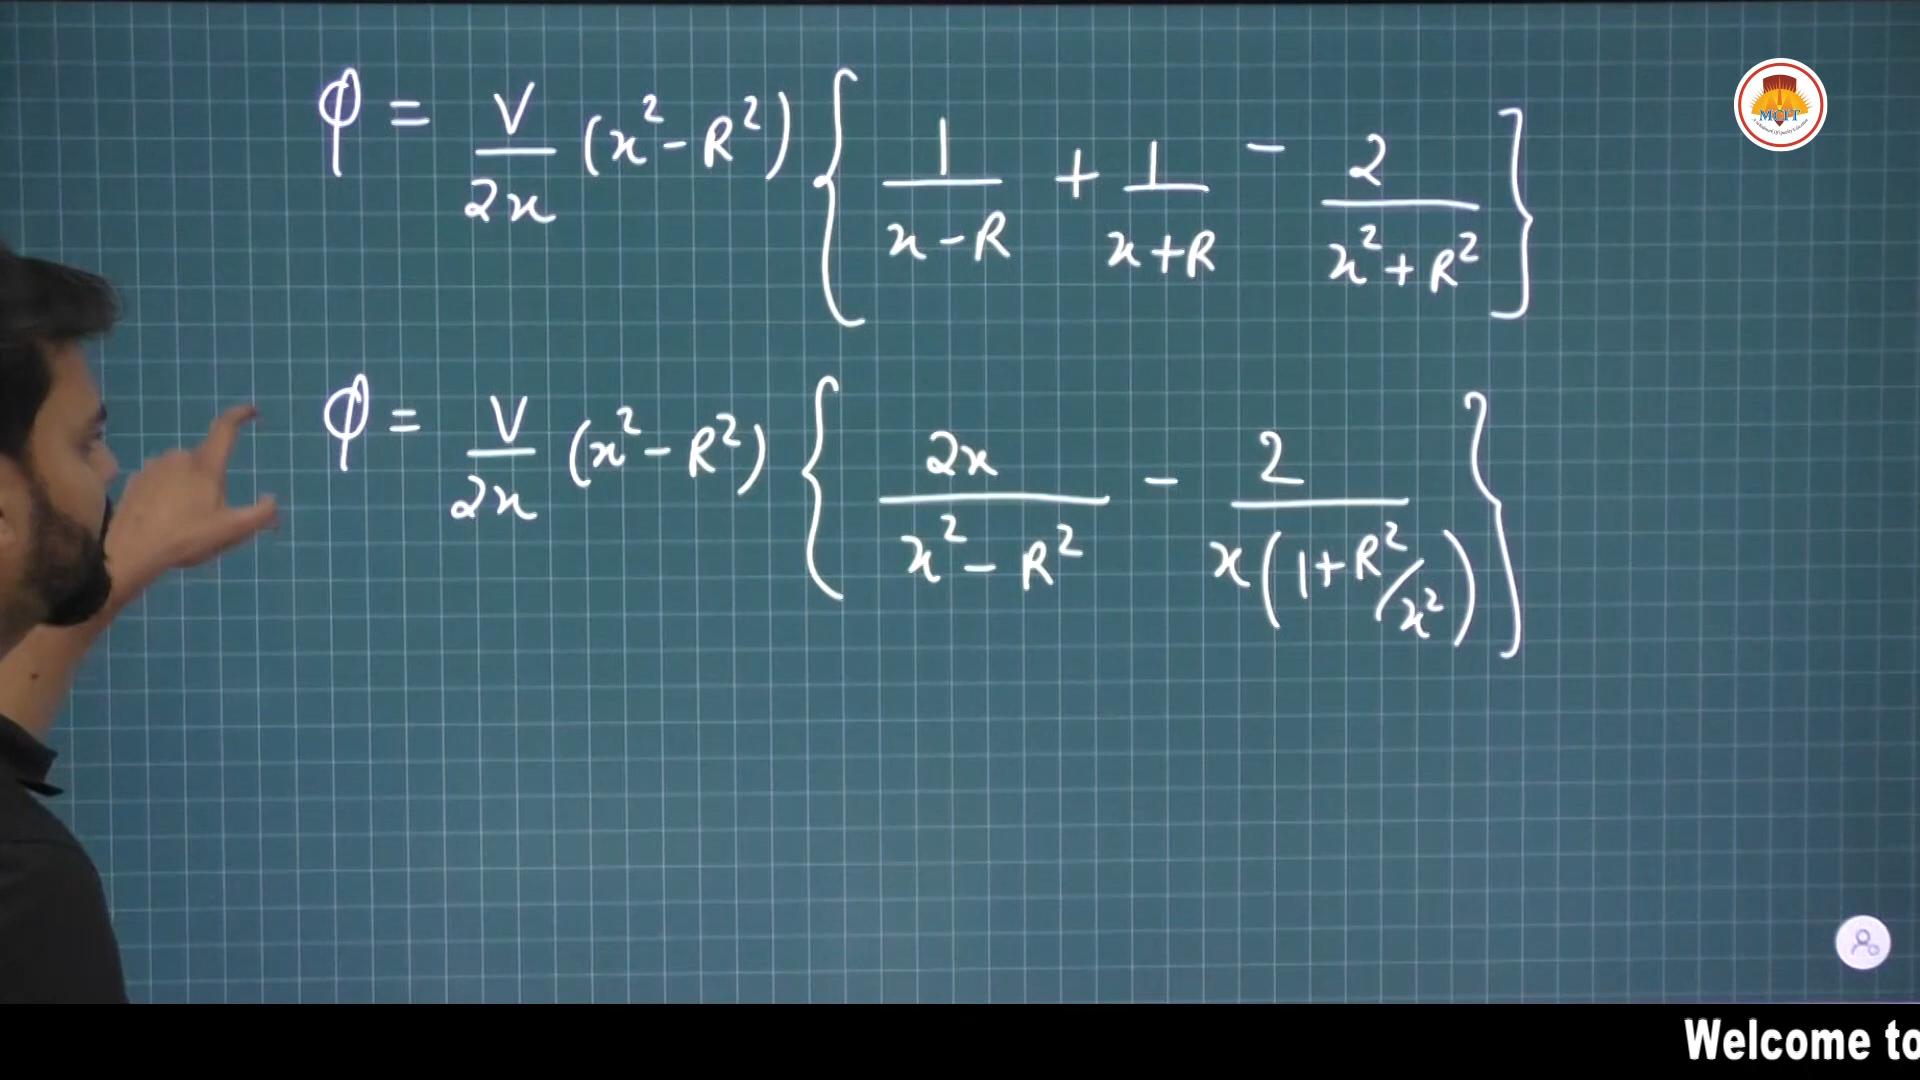 φ = V/2x (x² - R²) { 1/x-R + 1/x+R - 2/x²+R² }
φ = V/2x (x² - R²) { 2x/x² - R² - 2/x(1+R²/x²) }
MCIT
Welcome to